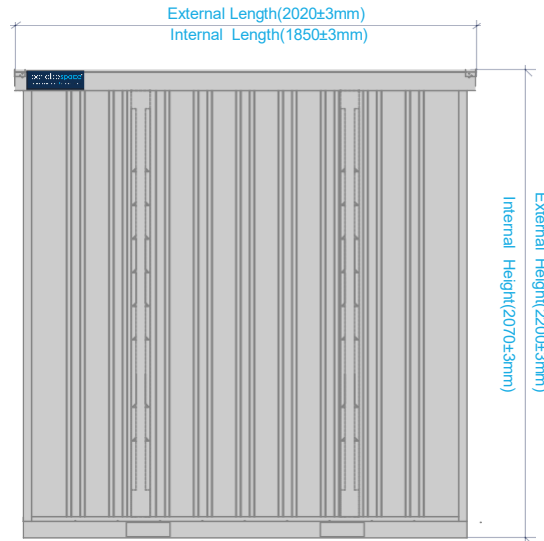 External Length(2020±3mm)
Internal Length(1850±3mm)
External Height(2200±3mm)
Internal Height(2070±3mm)